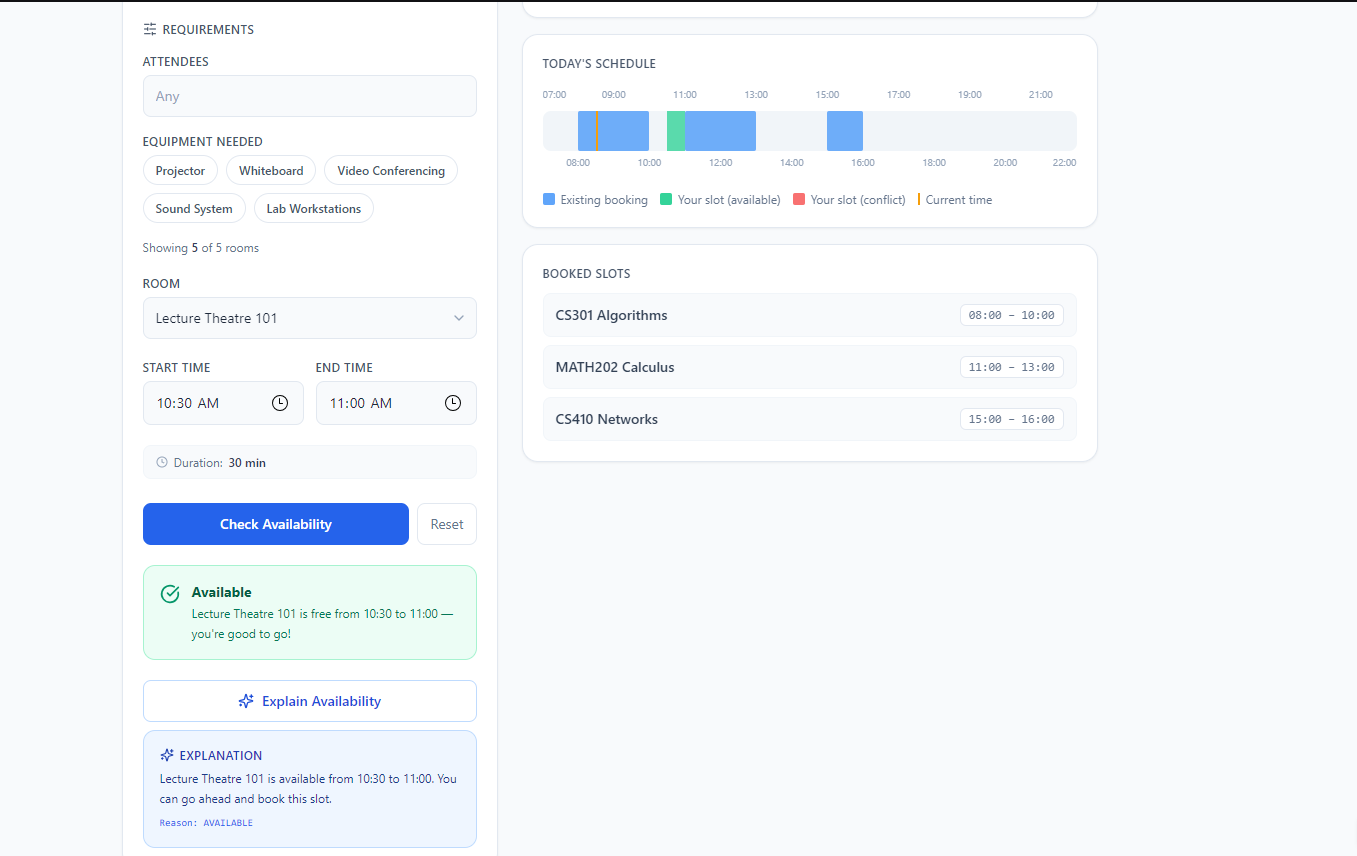 REQUIREMENTS
ATTENDEES
Any
EQUIPMENT NEEDED
Projector Whiteboard Video Conferencing
Sound System Lab Workstations
Showing 5 of 5 rooms
ROOM
Lecture Theatre 101
START TIME END TIME
10:30 AM 11:00 AM
Duration: 30 min
Check Availability Reset
Available
Lecture Theatre 101 is free from 10:30 to 11:00 —
you're good to go!
Explain Availability
EXPLANATION
Lecture Theatre 101 is available from 10:30 to 11:00. You
can go ahead and book this slot.
Reason: AVAILABLE
TODAY'S SCHEDULE
07:00 09:00 11:00 13:00 15:00 17:00 19:00 21:00
08:00 10:00 12:00 14:00 16:00 18:00 20:00 22:00
Existing booking Your slot (available) Your slot (conflict) Current time
BOOKED SLOTS
CS301 Algorithms 08:00 – 10:00
MATH202 Calculus 11:00 – 13:00
CS410 Networks 15:00 – 16:00